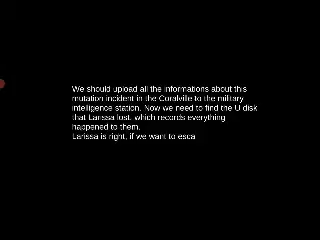 We should upload all the informations about this
mutation incident in the Coralville to the military
intelligence station. Now we need to find the U disk
that Larissa lost, which records everything
happened to them.
Larissa is right, if we want to esca